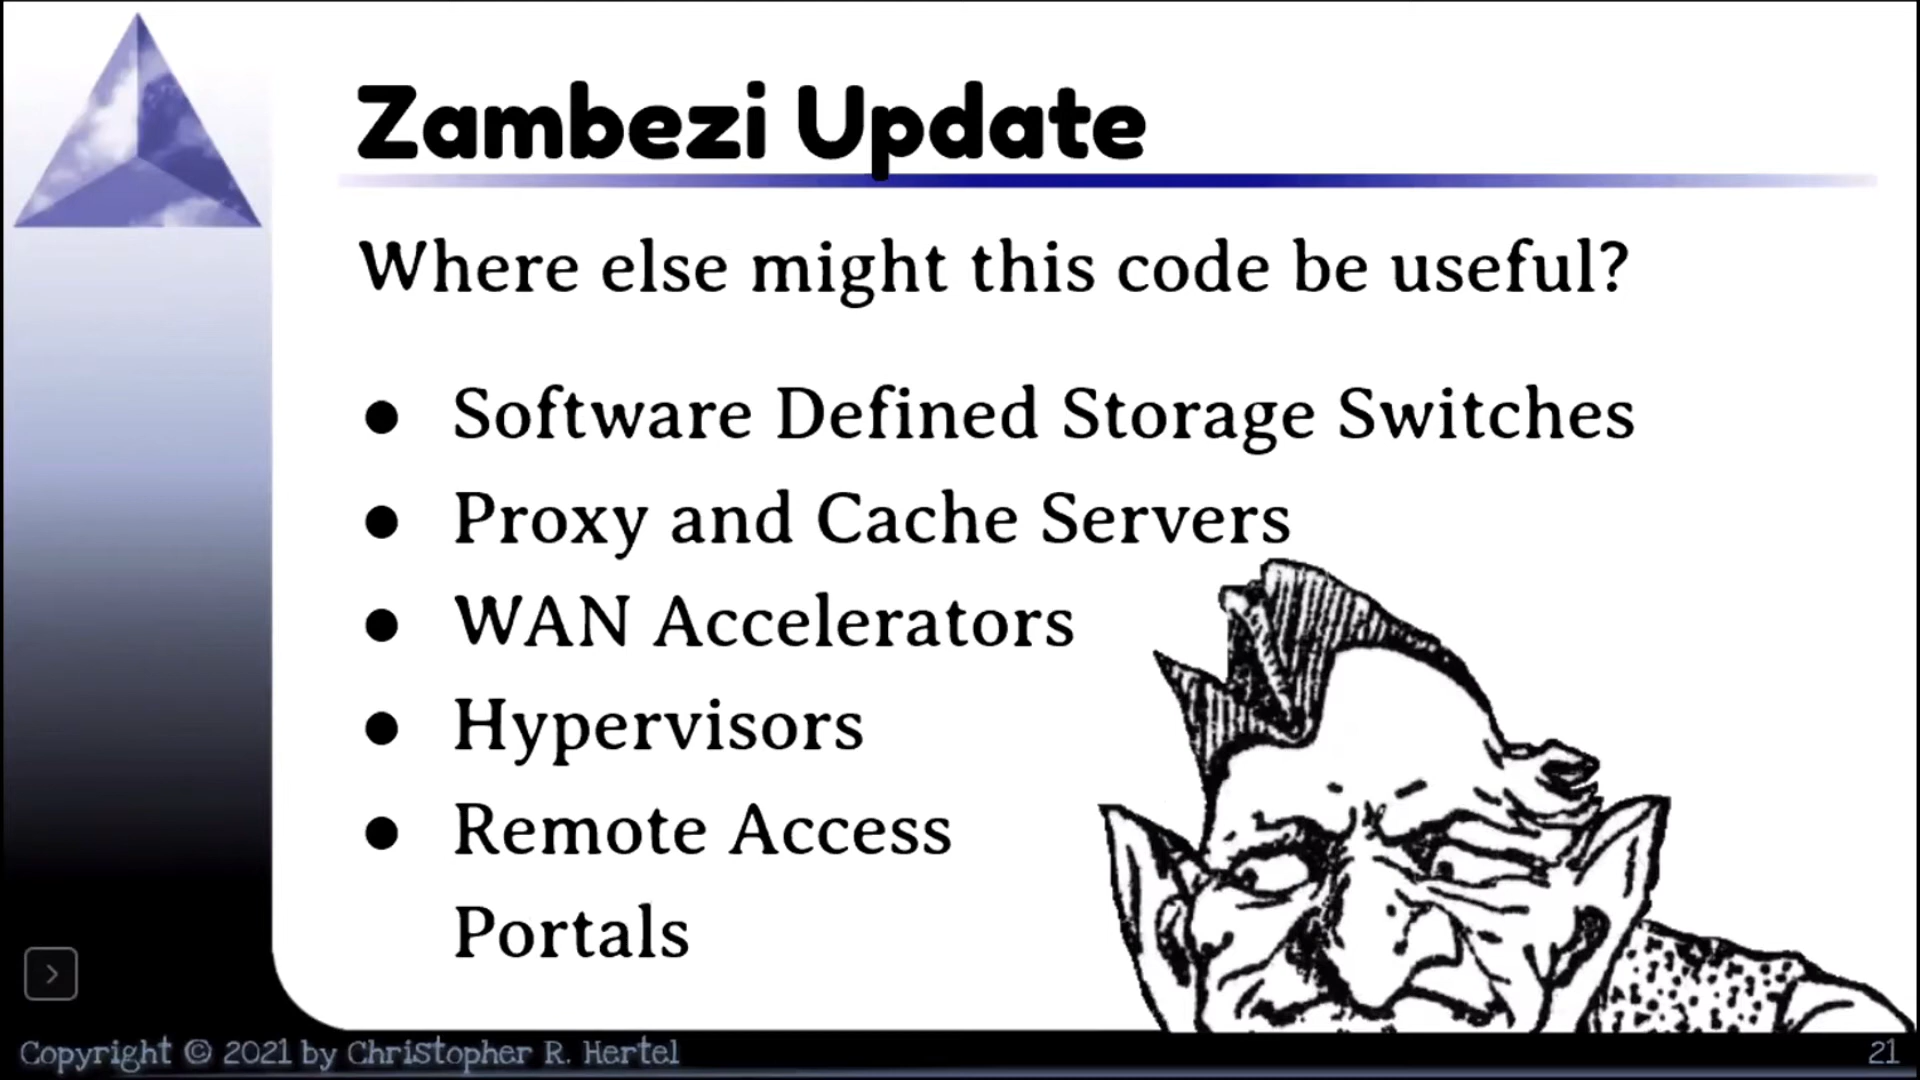 Zambezi Update
Where else might this code be useful?
● Software Defined Storage Switches
● Proxy and Cache Servers
● WAN Accelerators
● Hypervisors
● Remote Access
Portals
Copyright © 2021 by Christopher R. Hertel
21